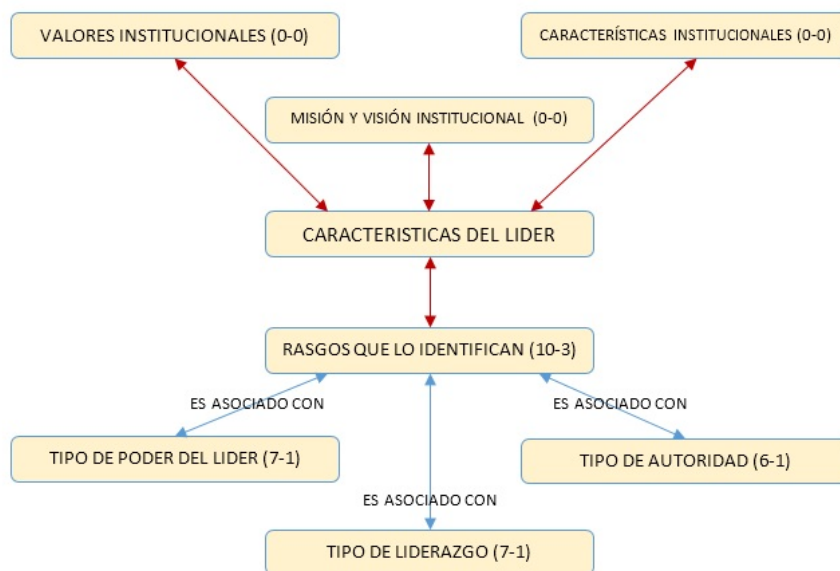 VALORES INSTITUCIONALES (0-0)
CARACTERÍSTICAS INSTITUCIONALES (0-0)
MISIÓN Y VISIÓN INSTITUCIONAL (0-0)
CARACTERISTICAS DEL LIDER
RASGOS QUE LO IDENTIFICAN (10-3)
ES ASOCIADO CON
ES ASOCIADO CON
TIPO DE PODER DEL LIDER (7-1)
TIPO DE AUTORIDAD (6-1)
ES ASOCIADO CON
TIPO DE LIDERAZGO (7-1)